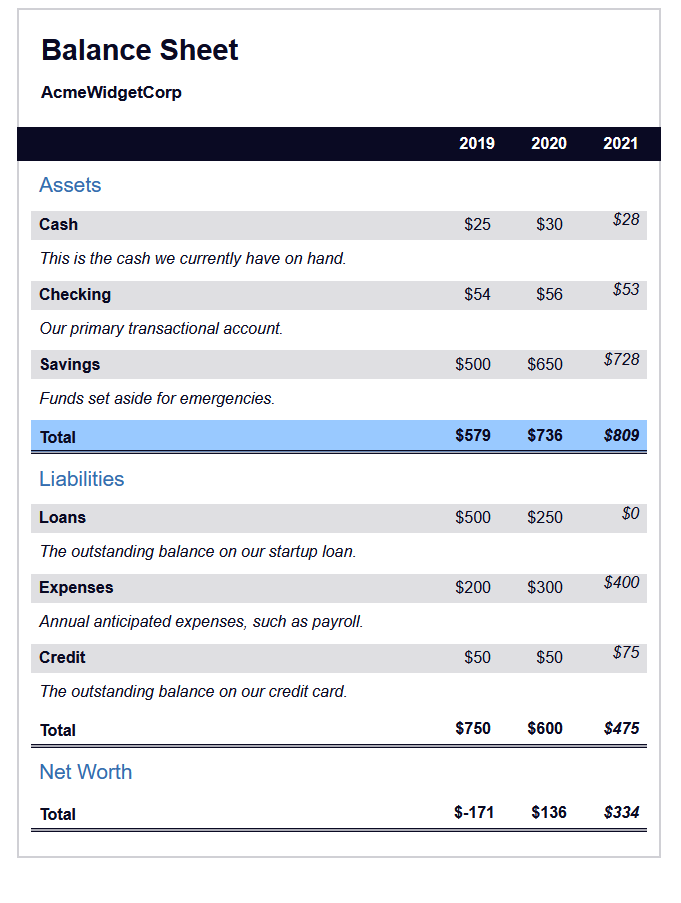 Balance Sheet
AcmeWidgetCorp
2019 2020 2021
Assets
Cash $25 $30 $28
This is the cash we currently have on hand.
Checking $54 $56 $53
Our primary transactional account.
Savings $500 $650 $728
Funds set aside for emergencies.
Total $579 $736 $809
Liabilities
Loans $500 $250 $0
The outstanding balance on our startup loan.
Expenses $200 $300 $400
Annual anticipated expenses, such as payroll.
Credit $50 $50 $75
The outstanding balance on our credit card.
Total $750 $600 $475
Net Worth
Total $-171 $136 $334